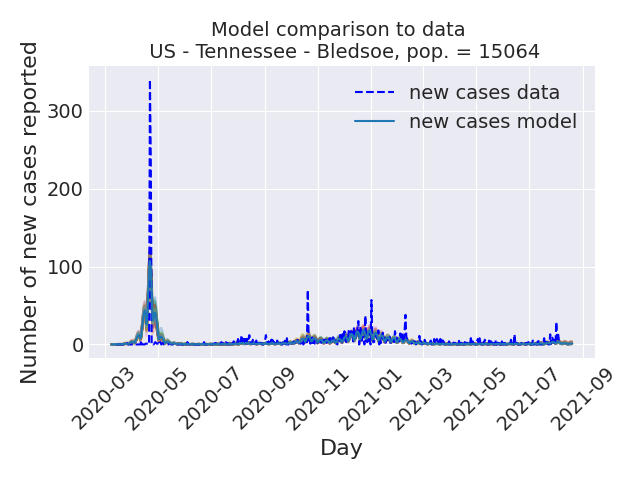 Model comparison to data
US - Tennessee - Bledsoe, pop. = 15064
Number of new cases reported
300
200
100
0
new cases data
new cases model
2020-03
2020-05
2020-07
2020-09
2020-11
2021-01
2021-03
2021-05
2021-07
2021-09
Day